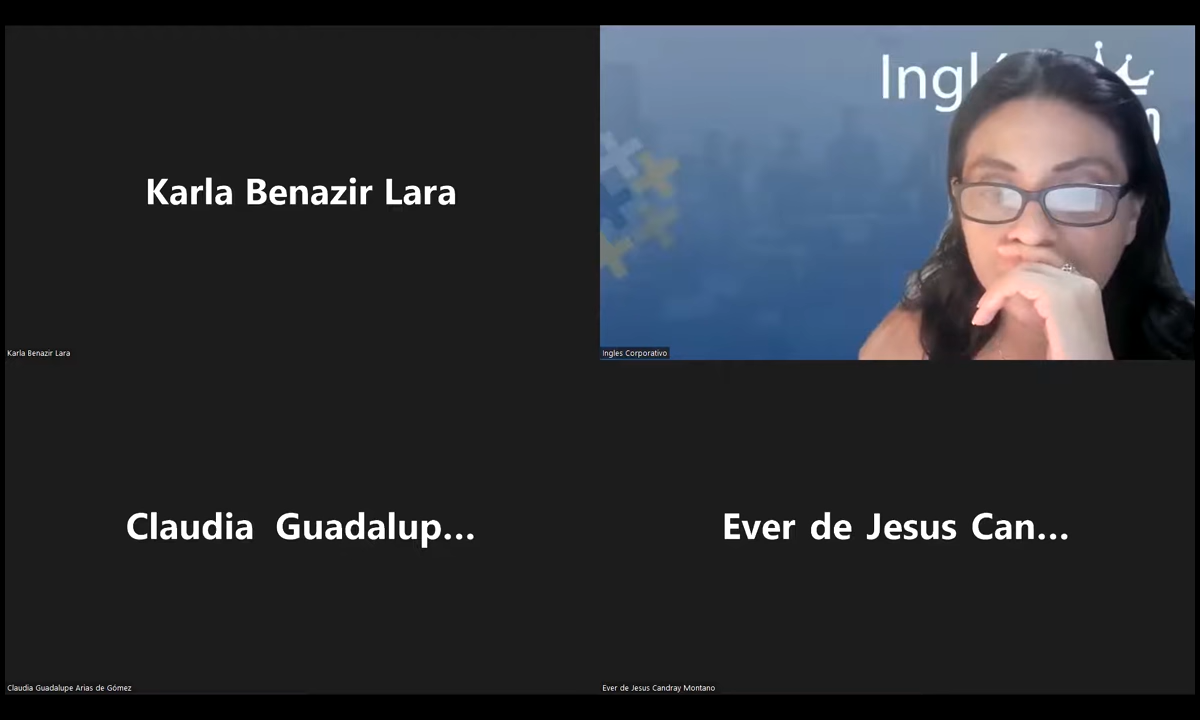 Karla Benazir Lara
Karla Benazir Lara
Ingl
Ingles Corporativo
Claudia Guadalup...
Claudia Guadalupe Arias de Gómez
Ever de Jesus Can...
Ever de Jesus Candray Montano